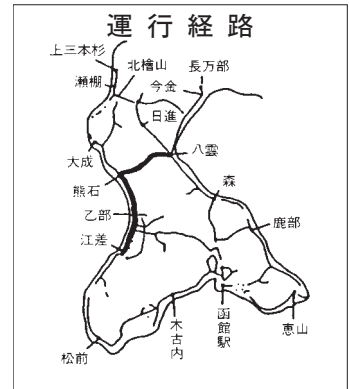 運行経路
上三本杉
北檜山
長万部
瀬棚
今金
日進
大成
八雲
熊石
森
乙部
鹿部
江差
函館駅
恵山
木古内
松前